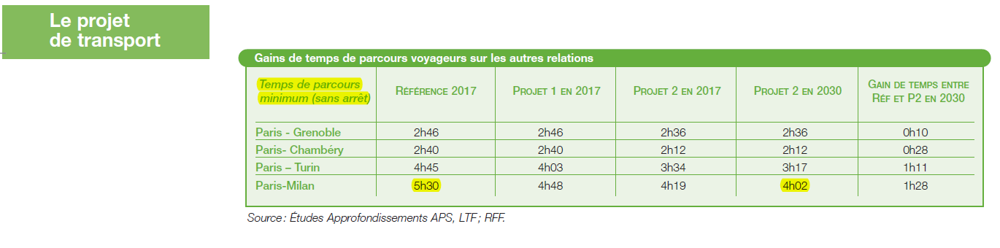 Le projet
de transport
Gains de temps de parcours voyageurs sur les autres relations
Temps de parcours
minimum (sans arrêt)
RÉFÉRENCE 2017
PROJET 1 EN 2017
PROJET 2 EN 2017
PROJET 2 EN 2030
GAIN DE TEMPS ENTRE
RÉF ET P2 EN 2030
Paris - Grenoble 2h46 2h46 2h36 2h36 0h10
Paris- Chambéry 2h40 2h40 2h12 2h12 0h28
Paris – Turin 4h45 4h03 3h34 3h17 1h11
Paris-Milan 5h30 4h48 4h19 4h02 1h28
Source : Études Approfondissements APS, LTF ; RFF.